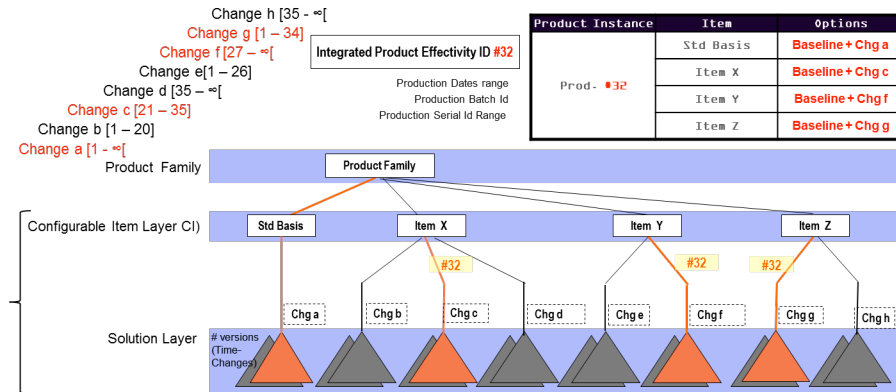 Change h [35 - ∞[
Change g [1 – 34]
Change f [27 – ∞[
Change e[1 – 26]
Change d [35 – ∞[
Change c [21 – 35]
Change b [1 – 20]
Change a [1 - ∞[
Integrated Product Effectivity ID #32
Production Dates range
Production Batch Id
Production Serial Id Range
Product Instance Item Options
Prod- #32
Std Basis Baseline + Chg a
Item X Baseline + Chg c
Item Y Baseline + Chg f
Item Z Baseline + Chg g
Product Family
Product Family
Configurable Item Layer CI)
Std Basis
Item X
Item Y
Item Z
#32
#32
#32
Chg a
Chg b
Chg c
Chg d
Chg e
Chg f
Chg g
Chg h
Solution Layer
# versions
(Time-
Changes)